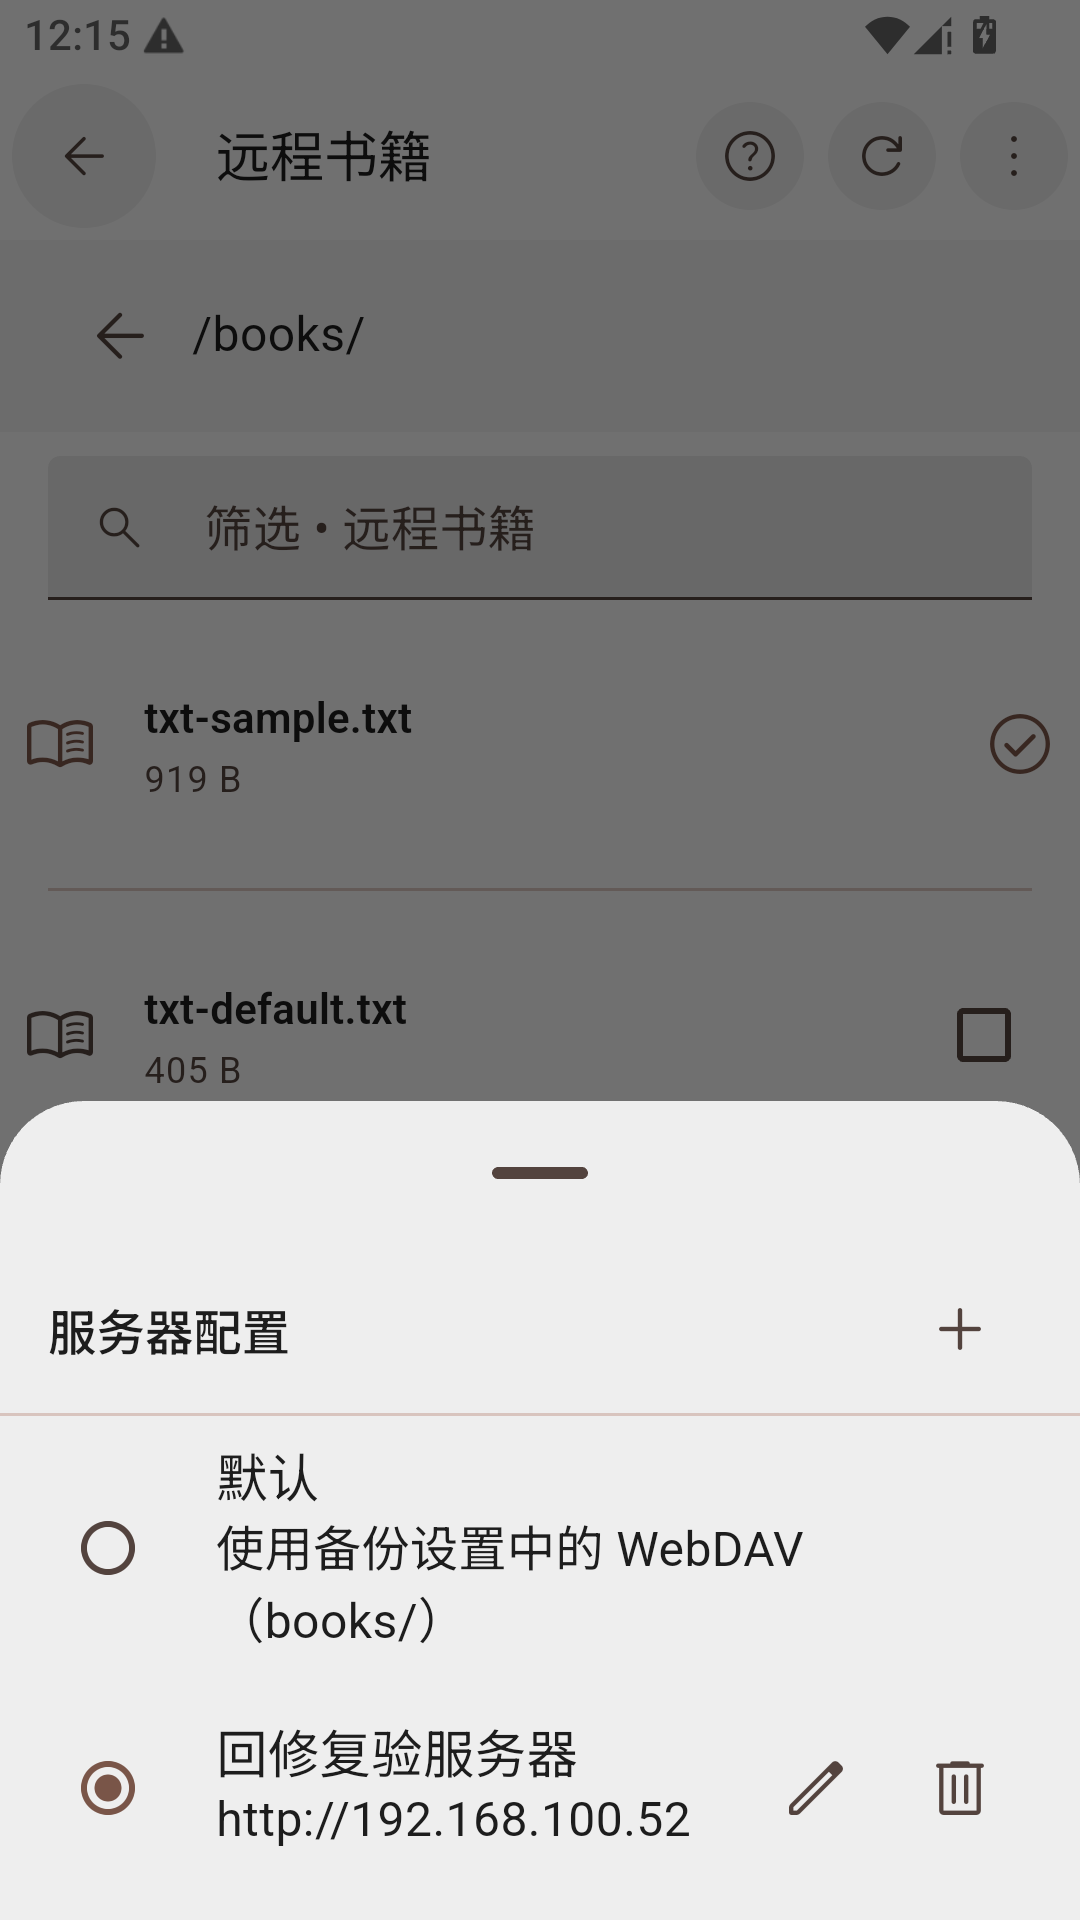 12:15
远程书籍
/books/
筛选 • 远程书籍
txt-sample.txt
919 B
txt-default.txt
405 B
服务器配置
默认
使用备份设置中的 WebDAV
（books/）
回修复验服务器
http://192.168.100.52